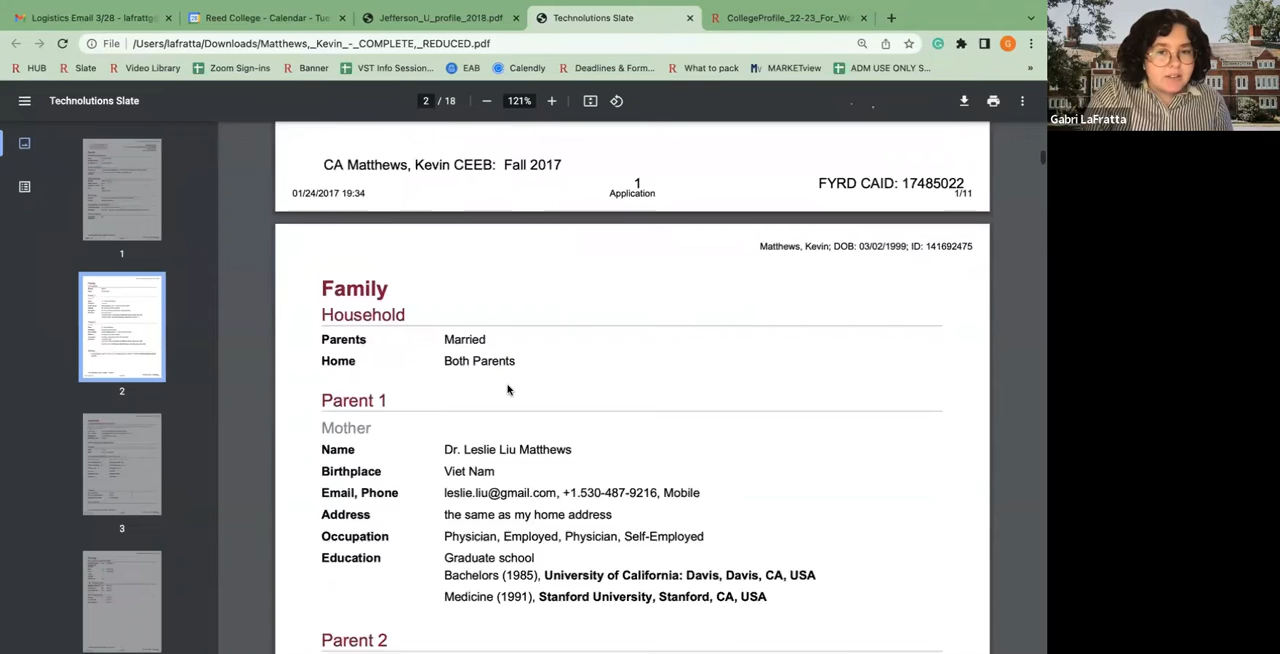 Logistics Email 3/28 - lafrattg
Reed College - Calendar - Tue
Jefferson_U_profile_2018.pdf
Technolutions Slate
CollegeProfile_22-23_For_We
File
/Users/lafratta/Downloads/Matthews,_Kevin_-_COMPLETE,_REDUCED.pdf
HUB
Slate
Video Library
Zoom Sign-ins
Banner
VST Info Session...
Calendly
Deadlines & Form...
What to pack
MARKETview
ADM USE ONLY S...
Technolutions Slate
2 / 18
121%
Gabri LaFratta
1
2
3
CA Matthews, Kevin CEEB: Fall 2017
01/24/2017 19:34
1
Application
FYRD CAID: 17485022
1/11
Matthews, Kevin; DOB: 03/02/1999; ID: 141692475
Family
Household
Parents Married
Home Both Parents
Parent 1
Mother
Name Dr. Leslie Liu Matthews
Birthplace Viet Nam
Email, Phone leslie.liu@gmail.com, +1.530-487-9216, Mobile
Address the same as my home address
Occupation Physician, Employed, Physician, Self-Employed
Education Graduate school
Bachelors (1985), University of California: Davis, Davis, CA, USA
Medicine (1991), Stanford University, Stanford, CA, USA
Parent 2